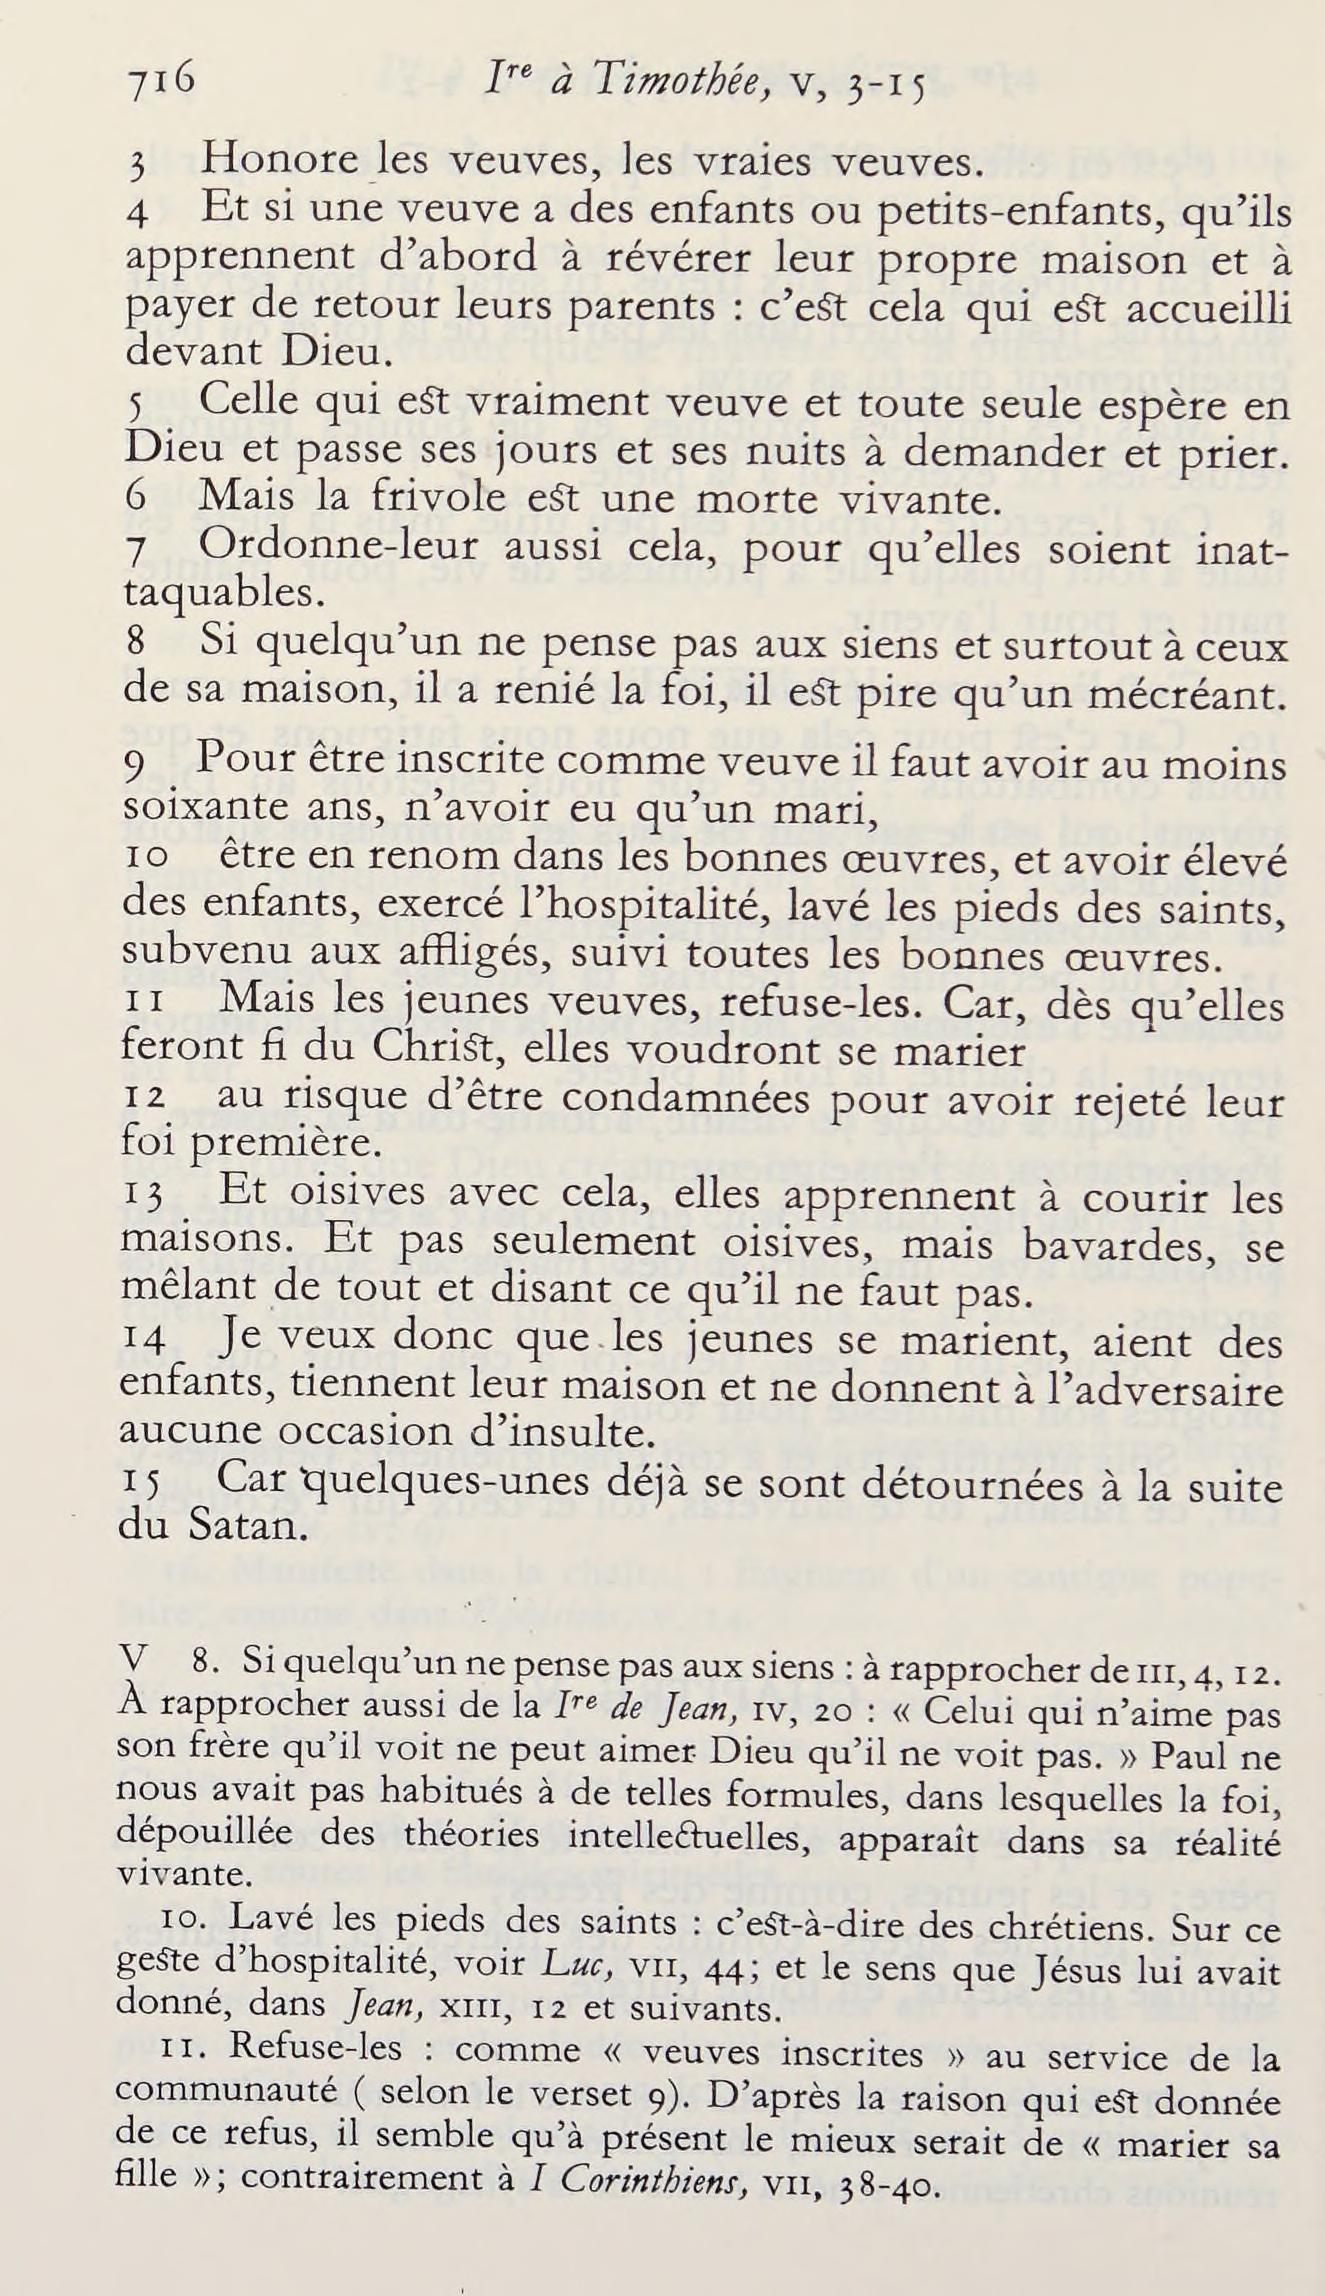 716 Ire à Timothée, V, 3-15
3 Honore les veuves, les vraies veuves.
4 Et si une veuve a des enfants ou petits-enfants, qu'ils
apprennent d'abord à révérer leur propre maison et à
payer de retour leurs parents : c'est cela qui est accueilli
devant Dieu.
5 Celle qui est vraiment veuve et toute seule espère en
Dieu et passe ses jours et ses nuits à demander et prier.
6 Mais la frivole est une morte vivante.
7 Ordonne-leur aussi cela, pour qu'elles soient inat-
taquables.
8 Si quelqu'un ne pense pas aux siens et surtout à ceux
de sa maison, il a renié la foi, il est pire qu'un mécréant.
9 Pour être inscrite comme veuve il faut avoir au moins
soixante ans, n'avoir eu qu'un mari,
10 être en renom dans les bonnes œuvres, et avoir élevé
des enfants, exercé l'hospitalité, lavé les pieds des saints,
subvenu aux affligés, suivi toutes les bonnes œuvres.
11 Mais les jeunes veuves, refuse-les. Car, dès qu'elles
feront fi du Christ, elles voudront se marier
12 au risque d'être condamnées pour avoir rejeté leur
foi première.
13 Et oisives avec cela, elles apprennent à courir les
maisons. Et pas seulement oisives, mais bavardes, se
mêlant de tout et disant ce qu'il ne faut pas.
14 Je veux donc que les jeunes se marient, aient des
enfants, tiennent leur maison et ne donnent à l'adversaire
aucune occasion d'insulte.
15 Car quelques-unes déjà se sont détournées à la suite
du Satan.
V 8. Si quelqu'un ne pense pas aux siens : à rapprocher de III, 4, 12.
À rapprocher aussi de la Ire de Jean, IV, 20 : « Celui qui n'aime pas
son frère qu'il voit ne peut aimer Dieu qu'il ne voit pas. » Paul ne
nous avait pas habitués à de telles formules, dans lesquelles la foi,
dépouillée des théories intellectuelles, apparaît dans sa réalité
vivante.
10. Lavé les pieds des saints : c'est-à-dire des chrétiens. Sur ce
geste d'hospitalité, voir Luc, VII, 44; et le sens que Jésus lui avait
donné, dans Jean, XIII, 12 et suivants.
11. Refuse-les : comme « veuves inscrites » au service de la
communauté ( selon le verset 9). D'après la raison qui est donnée
de ce refus, il semble qu'à présent le mieux serait de « marier sa
fille »; contrairement à I Corinthiens, VII, 38-40.